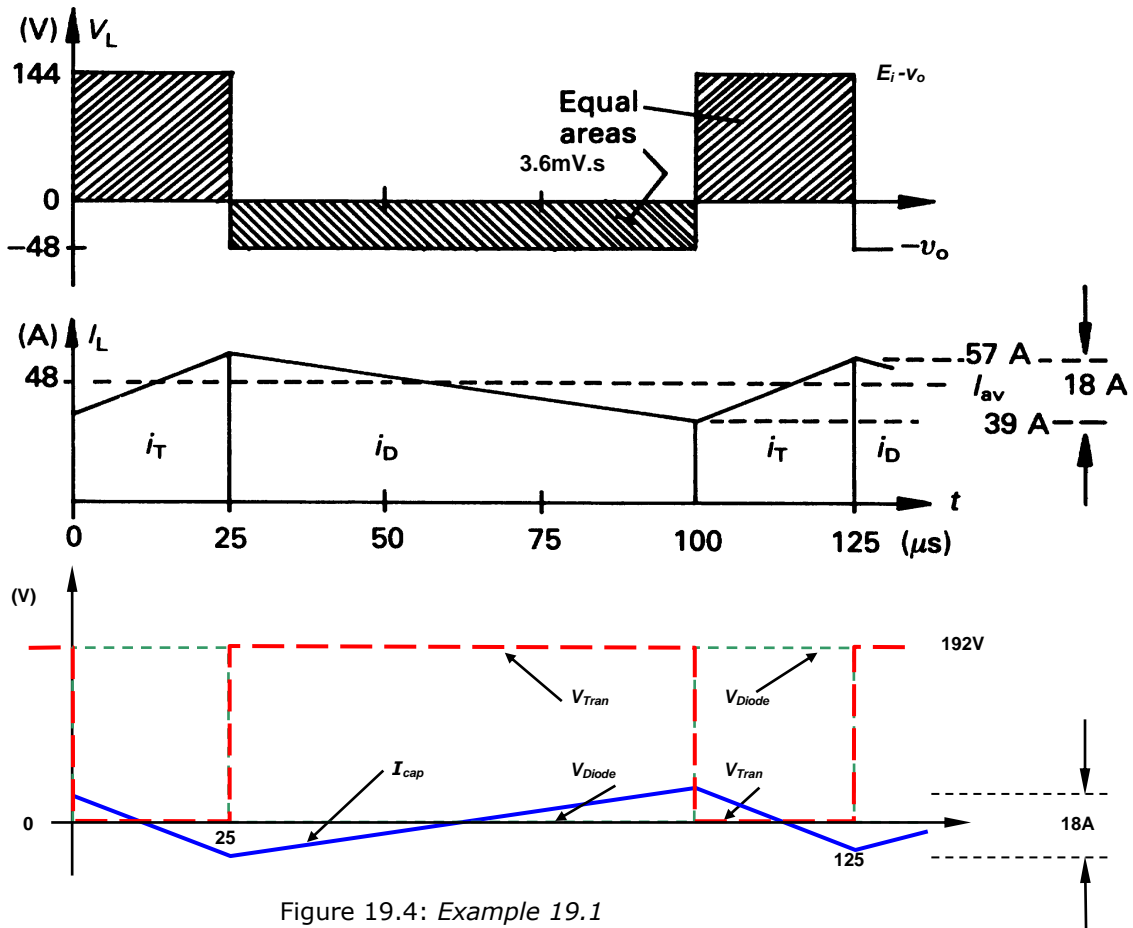 (V) V_L
144
E_i-v_o
Equal
areas
3.6mV.s
0
−48
−υ_o
(A) I_L
57 A
48
I_av
18 A
39 A
i_T
i_D
i_T
i_D
t
0 25 50 75 100 125 (μs)
(V)
192V
V_Tran
V_Diode
I_cap
V_Diode
V_Tran
0
25
18A
125
Figure 19.4: Example 19.1